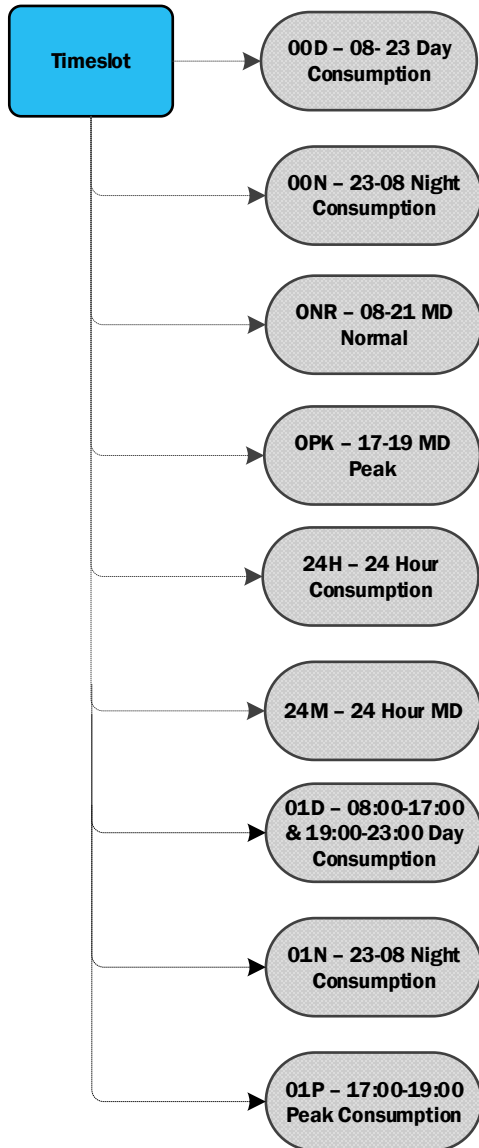 Timeslot
00D – 08- 23 Day
Consumption
00N – 23-08 Night
Consumption
0NR – 08-21 MD
Normal
0PK – 17-19 MD
Peak
24H – 24 Hour
Consumption
24M – 24 Hour MD
01D – 08:00-17:00
& 19:00-23:00 Day
Consumption
01N – 23-08 Night
Consumption
01P – 17:00-19:00
Peak Consumption